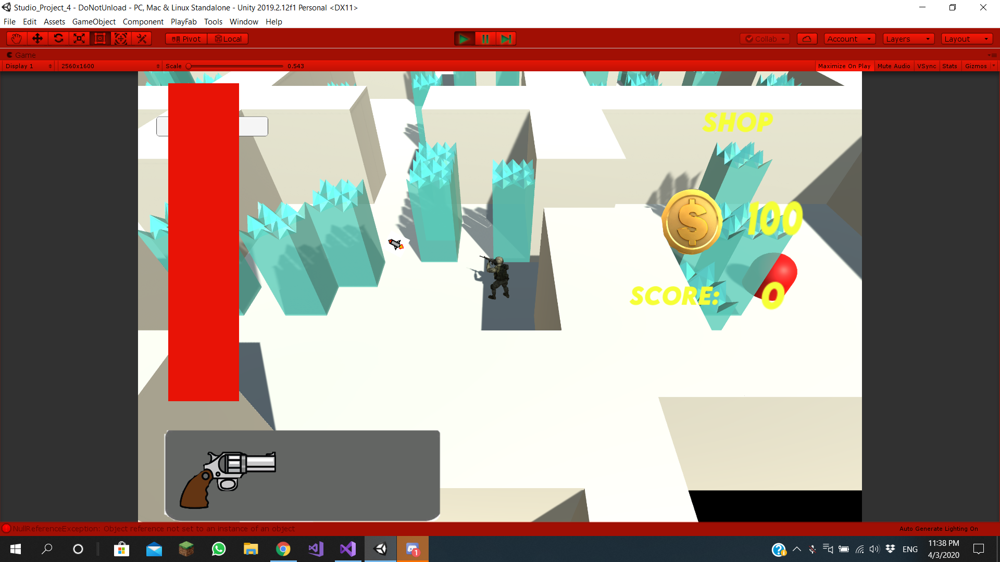 Studio_Project_4 - DoNotUnload - PC, Mac & Linux Standalone - Unity 2019.2.12f1 Personal <DX11>
File Edit Assets GameObject Component PlayFab Tools Window Help
Pivot Local Collab Account Layers Layout
Game
Display 1 2560x1600 Scale 0.543 Maximize On Play Mute Audio VSync Stats Gizmos
SHOP
$ 100
SCORE: 0
NullReferenceException: Object reference not set to an instance of an object
Auto Generate Lighting On
1
ENG
11:38 PM
4/3/2020